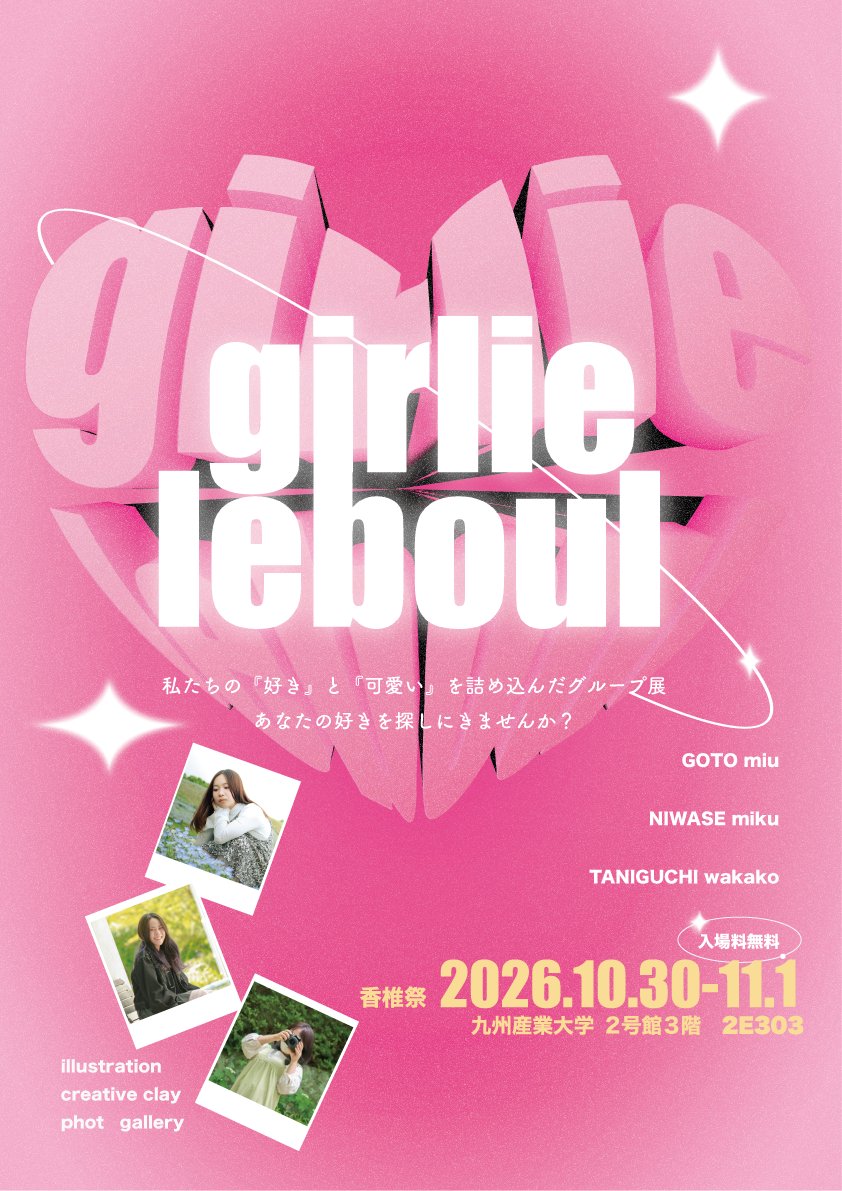 girlie
girlie
leboul
私たちの『好き』と『可愛い』を詰め込んだグループ展
あなたの好きを探しにきませんか？
GOTO miu
NIWASE miku
TANIGUCHI wakako
入場料無料
香椎祭 2026.10.30-11.1
九州産業大学 2号館3階 2E303
illustration
creative clay
phot gallery